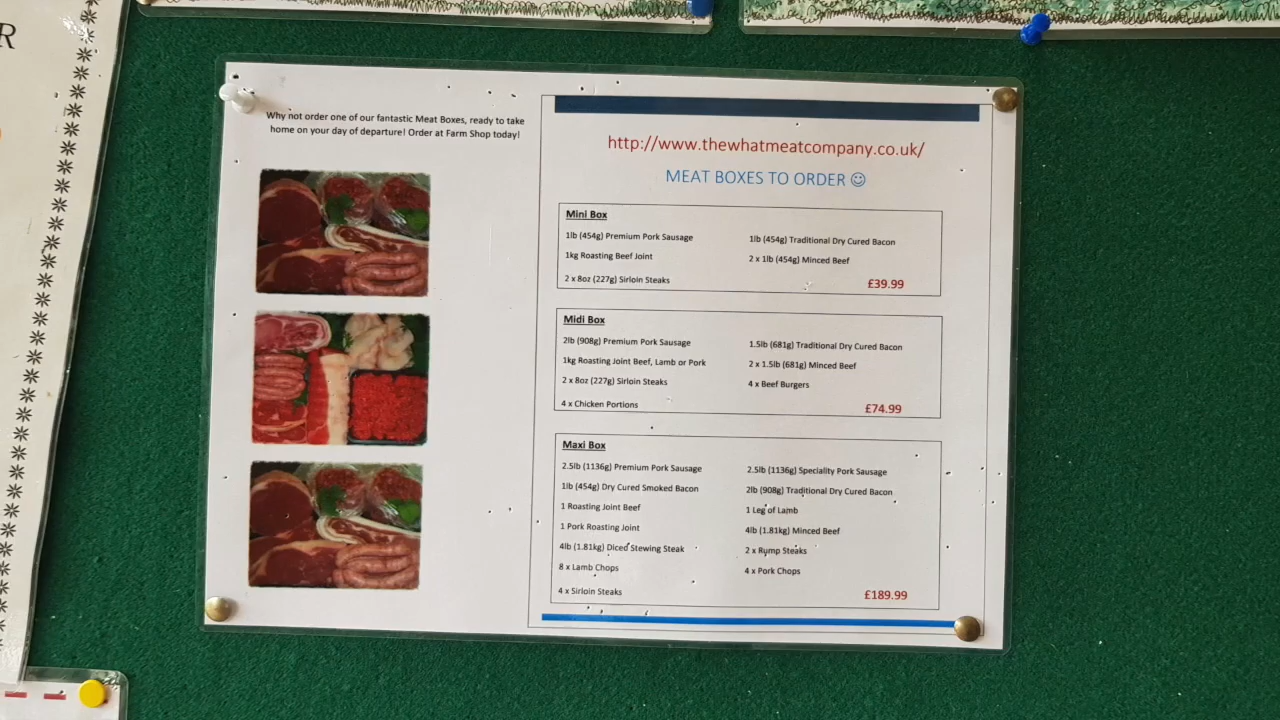 R
Why not order one of our fantastic Meat Boxes, ready to take
home on your day of departure! Order at Farm Shop today!
http://www.thewhatmeatcompany.co.uk/
MEAT BOXES TO ORDER ☺
Mini Box
1lb (454g) Premium Pork Sausage
1lb (454g) Traditional Dry Cured Bacon
1kg Roasting Beef Joint
2 x 1lb (454g) Minced Beef
2 x 8oz (227g) Sirloin Steaks
£39.99
Midi Box
2lb (908g) Premium Pork Sausage
1.5lb (681g) Traditional Dry Cured Bacon
1kg Roasting Joint Beef, Lamb or Pork
2 x 1.5lb (681g) Minced Beef
2 x 8oz (227g) Sirloin Steaks
4 x Beef Burgers
4 x Chicken Portions
£74.99
Maxi Box
2.5lb (1136g) Premium Pork Sausage
2.5lb (1136g) Speciality Pork Sausage
1lb (454g) Dry Cured Smoked Bacon
2lb (908g) Traditional Dry Cured Bacon
1 Roasting Joint Beef
1 Leg of Lamb
1 Pork Roasting Joint
4lb (1.81kg) Minced Beef
4lb (1.81kg) Diced Stewing Steak
2 x Rump Steaks
8 x Lamb Chops
4 x Pork Chops
4 x Sirloin Steaks
£189.99